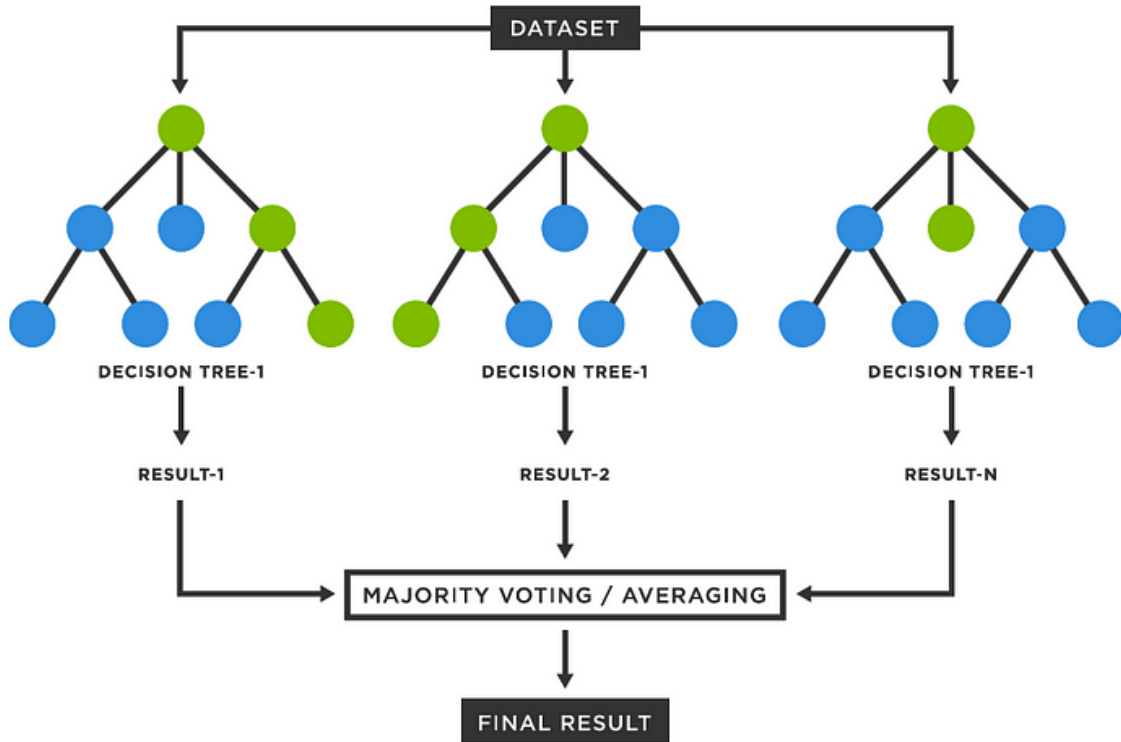 DATASET
DECISION TREE-1 DECISION TREE-1 DECISION TREE-1
RESULT-1 RESULT-2 RESULT-N
MAJORITY VOTING / AVERAGING
FINAL RESULT